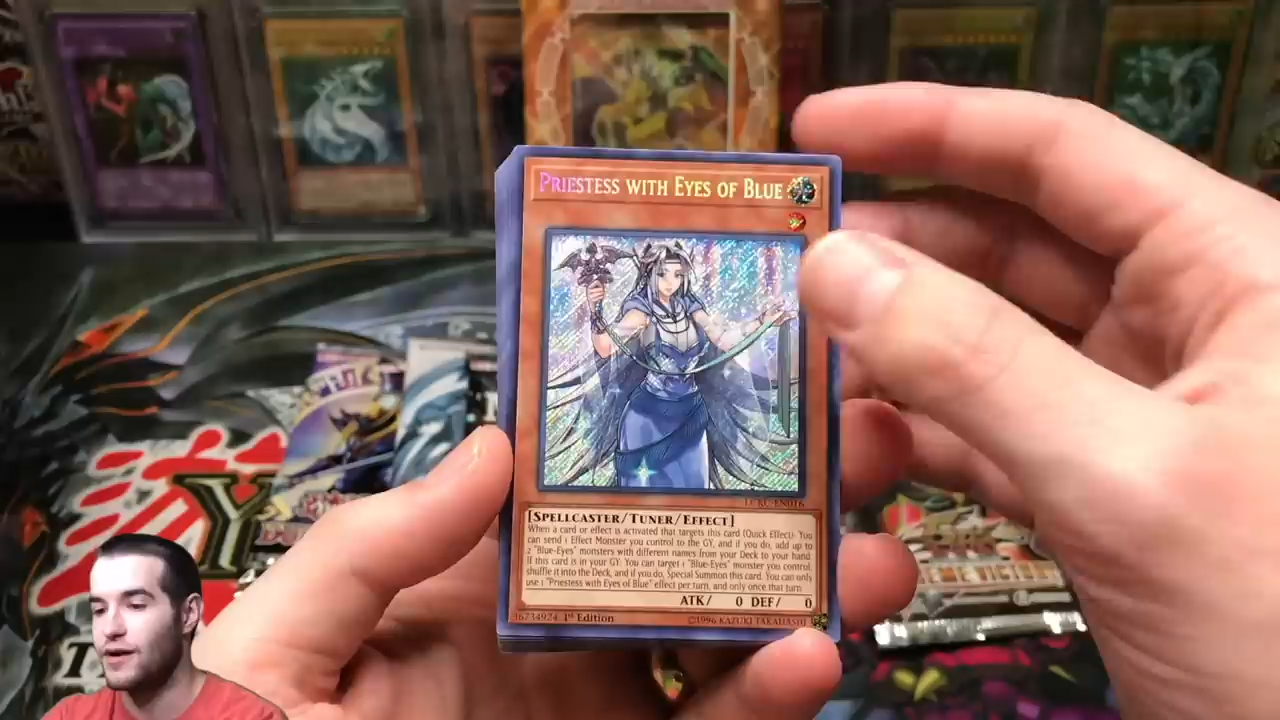 PRIESTESS WITH EYES OF BLUE
LCKC-EN016
[SPELLCASTER/TUNER/EFFECT]
When a card or effect is activated that targets this card (Quick Effect): You
can send 1 Effect Monster you control to the GY, and if you do, add up to
2 "Blue-Eyes" monsters with different names from your Deck to your hand.
If this card is in your GY: You can target 1 "Blue-Eyes" monster you control;
shuffle it into the Deck, and if you do, Special Summon this card. You can only
use 1 "Priestess with Eyes of Blue" effect per turn, and only once that turn.
ATK/ 0 DEF/ 0
36734924 1st Edition ©1996 KAZUKI TAKAHASHI
遊
Y